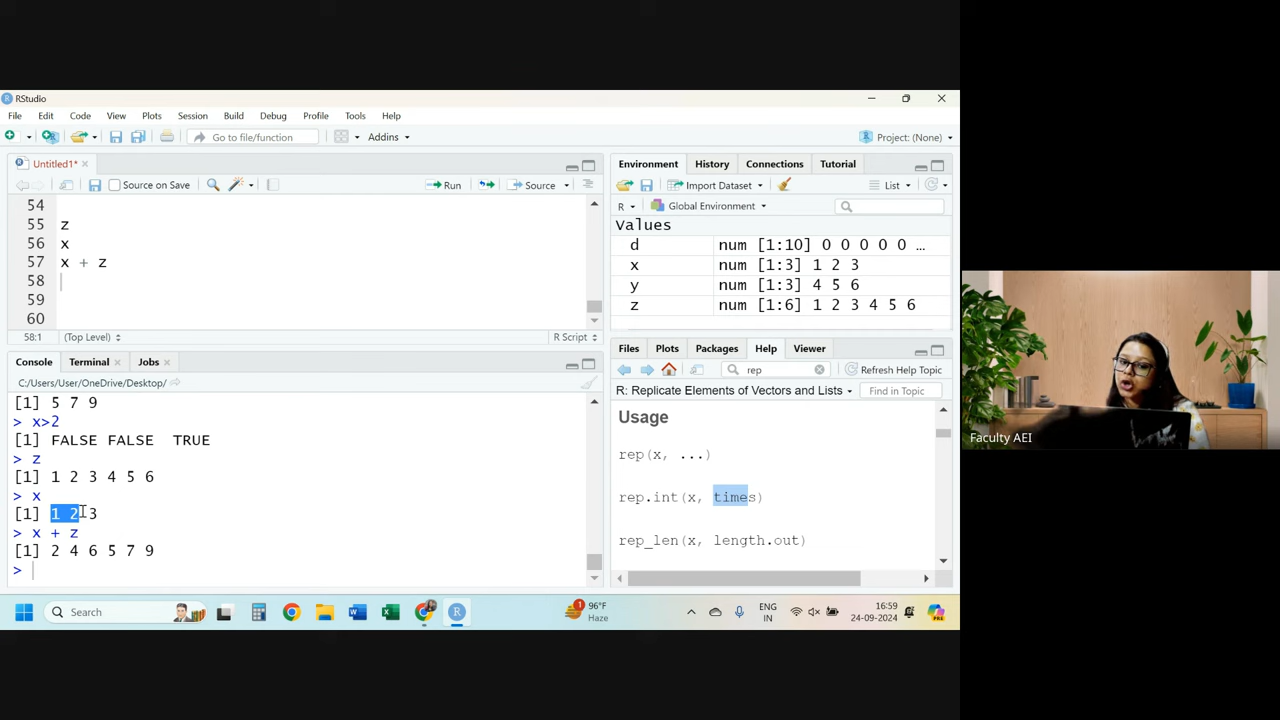 RStudio
File Edit Code View Plots Session Build Debug Profile Tools Help
Go to file/function
Addins
Project: (None)
Untitled1*
Source on Save
Run
Source
54
55 z
56 x
57 x + z
58
59
60
58:1 (Top Level) R Script
Console Terminal Jobs
C:/Users/User/OneDrive/Desktop/
[1] 5 7 9
> x>2
[1] FALSE FALSE TRUE
> z
[1] 1 2 3 4 5 6
> x
[1] 1 2 3
> x + z
[1] 2 4 6 5 7 9
>
Environment History Connections Tutorial
Import Dataset
List
R Global Environment
Values
d num [1:10] 0 0 0 0 0 ...
x num [1:3] 1 2 3
y num [1:3] 4 5 6
z num [1:6] 1 2 3 4 5 6
Files Plots Packages Help Viewer
rep
Refresh Help Topic
R: Replicate Elements of Vectors and Lists
Find in Topic
Usage
rep(x, ...)
rep.int(x, times)
rep_len(x, length.out)
Faculty AEI
Search
1
96°F
Haze
ENG
IN
16:59
24-09-2024
PRE